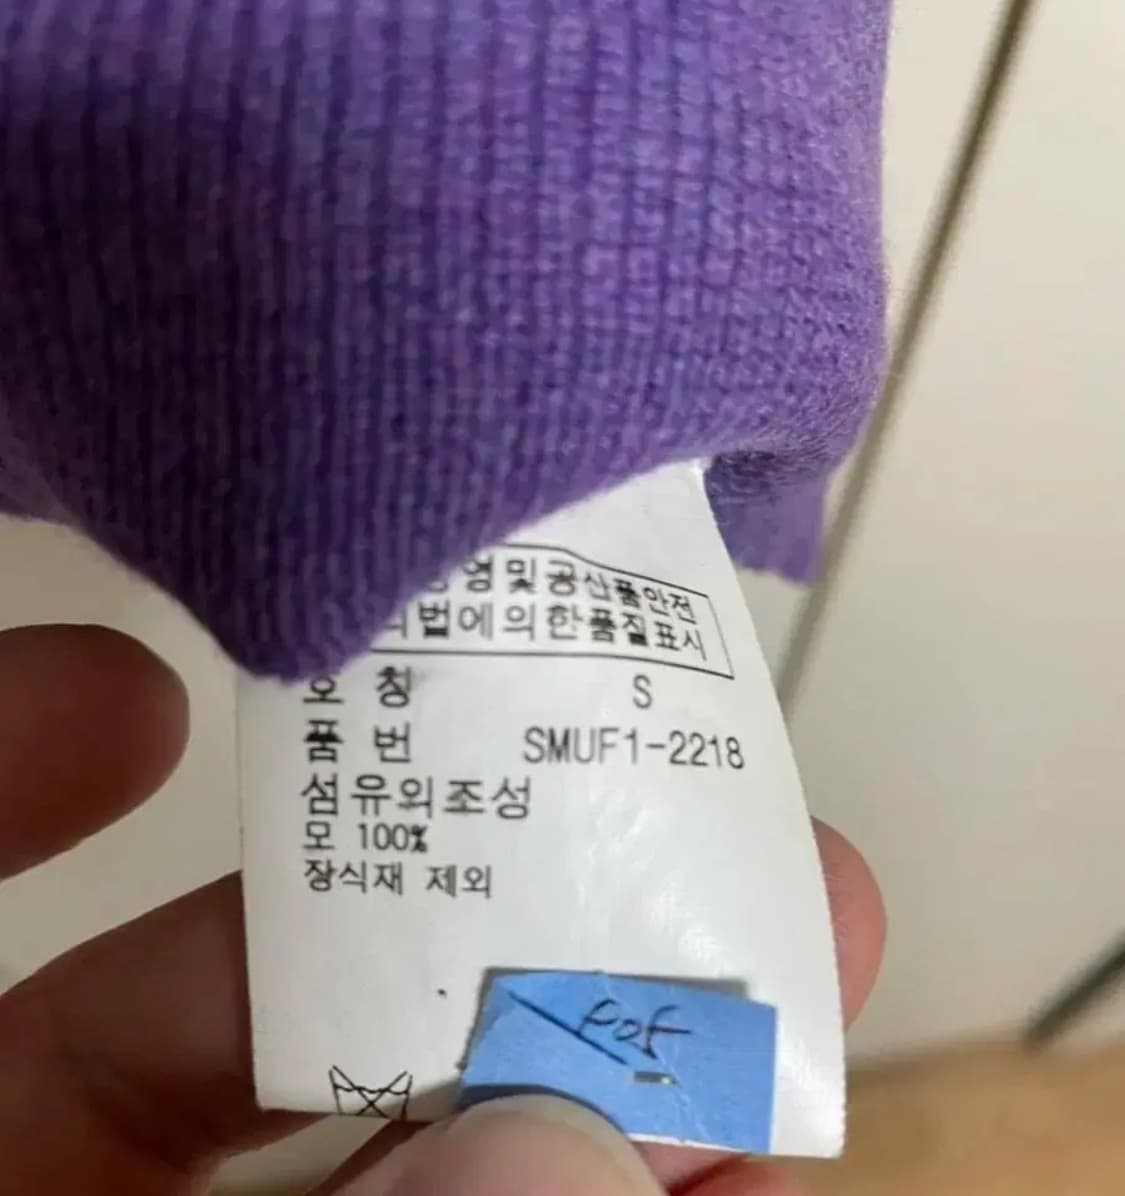 및공산품안전
법에의한품질표시
호 칭 S
품 번 SMUF1-2218
섬유의조성
모 100%
장식재 제외